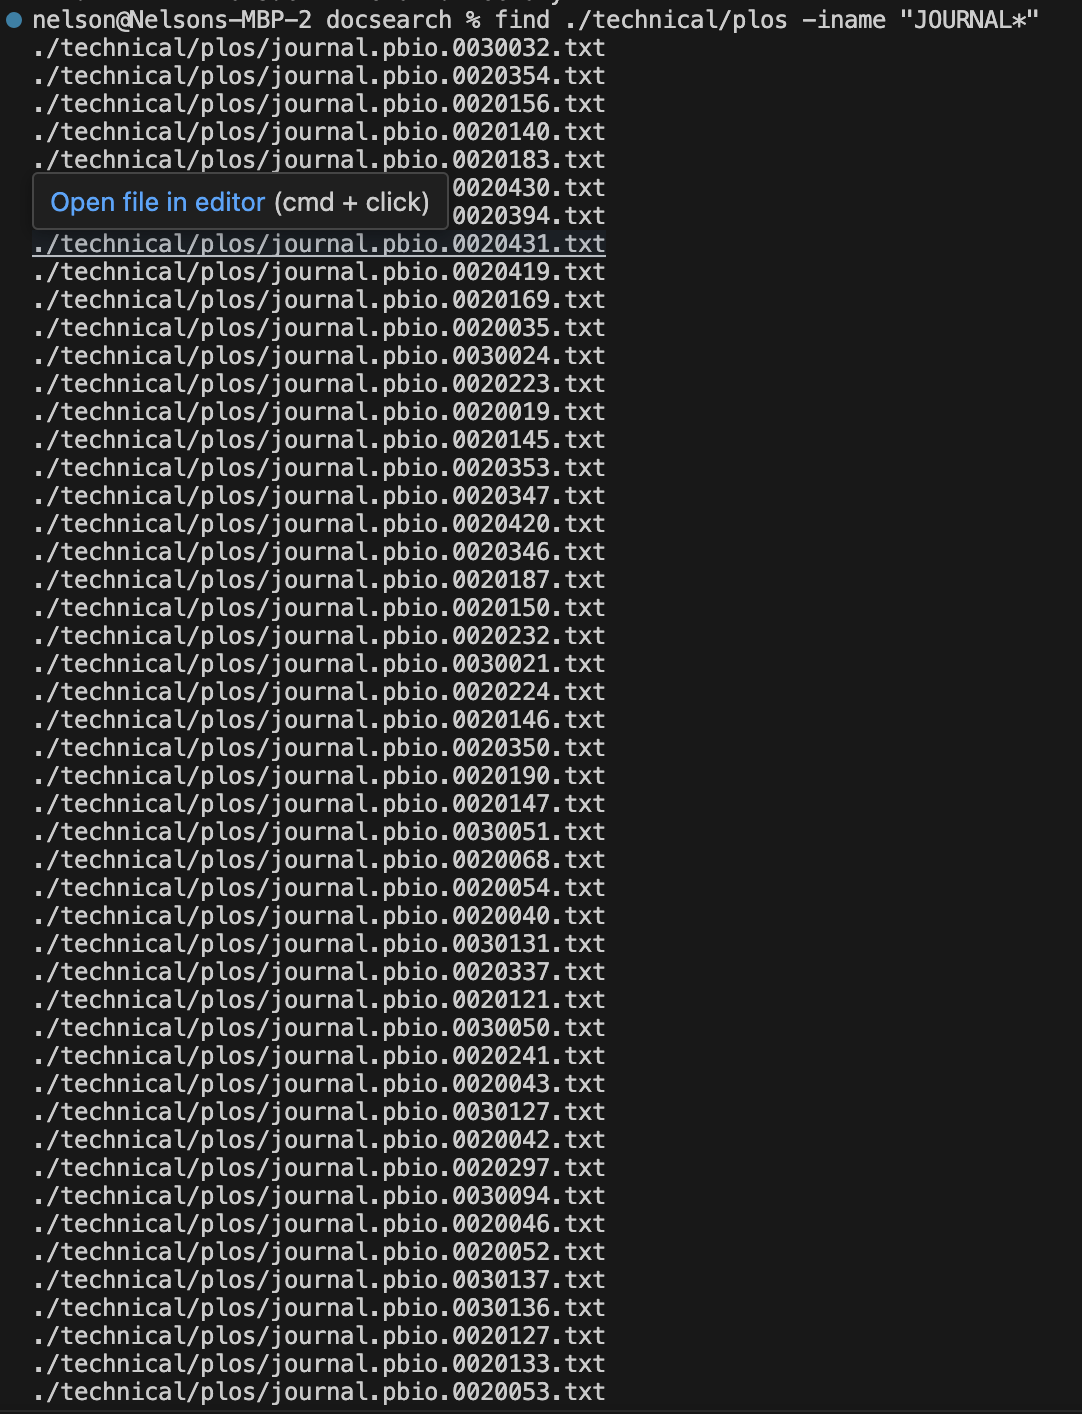 nelson@Nelsons-MBP-2 docsearch % find ./technical/plos -iname "JOURNAL*"
./technical/plos/journal.pbio.0030032.txt
./technical/plos/journal.pbio.0020354.txt
./technical/plos/journal.pbio.0020156.txt
./technical/plos/journal.pbio.0020140.txt
./technical/plos/journal.pbio.0020183.txt
0020430.txt
Open file in editor (cmd + click)
0020394.txt
./technical/plos/journal.pbio.0020431.txt
./technical/plos/journal.pbio.0020419.txt
./technical/plos/journal.pbio.0020169.txt
./technical/plos/journal.pbio.0020035.txt
./technical/plos/journal.pbio.0030024.txt
./technical/plos/journal.pbio.0020223.txt
./technical/plos/journal.pbio.0020019.txt
./technical/plos/journal.pbio.0020145.txt
./technical/plos/journal.pbio.0020353.txt
./technical/plos/journal.pbio.0020347.txt
./technical/plos/journal.pbio.0020420.txt
./technical/plos/journal.pbio.0020346.txt
./technical/plos/journal.pbio.0020187.txt
./technical/plos/journal.pbio.0020150.txt
./technical/plos/journal.pbio.0020232.txt
./technical/plos/journal.pbio.0030021.txt
./technical/plos/journal.pbio.0020224.txt
./technical/plos/journal.pbio.0020146.txt
./technical/plos/journal.pbio.0020350.txt
./technical/plos/journal.pbio.0020190.txt
./technical/plos/journal.pbio.0020147.txt
./technical/plos/journal.pbio.0030051.txt
./technical/plos/journal.pbio.0020068.txt
./technical/plos/journal.pbio.0020054.txt
./technical/plos/journal.pbio.0020040.txt
./technical/plos/journal.pbio.0030131.txt
./technical/plos/journal.pbio.0020337.txt
./technical/plos/journal.pbio.0020121.txt
./technical/plos/journal.pbio.0030050.txt
./technical/plos/journal.pbio.0020241.txt
./technical/plos/journal.pbio.0020043.txt
./technical/plos/journal.pbio.0030127.txt
./technical/plos/journal.pbio.0020042.txt
./technical/plos/journal.pbio.0020297.txt
./technical/plos/journal.pbio.0030094.txt
./technical/plos/journal.pbio.0020046.txt
./technical/plos/journal.pbio.0020052.txt
./technical/plos/journal.pbio.0030137.txt
./technical/plos/journal.pbio.0030136.txt
./technical/plos/journal.pbio.0020127.txt
./technical/plos/journal.pbio.0020133.txt
./technical/plos/journal.pbio.0020053.txt